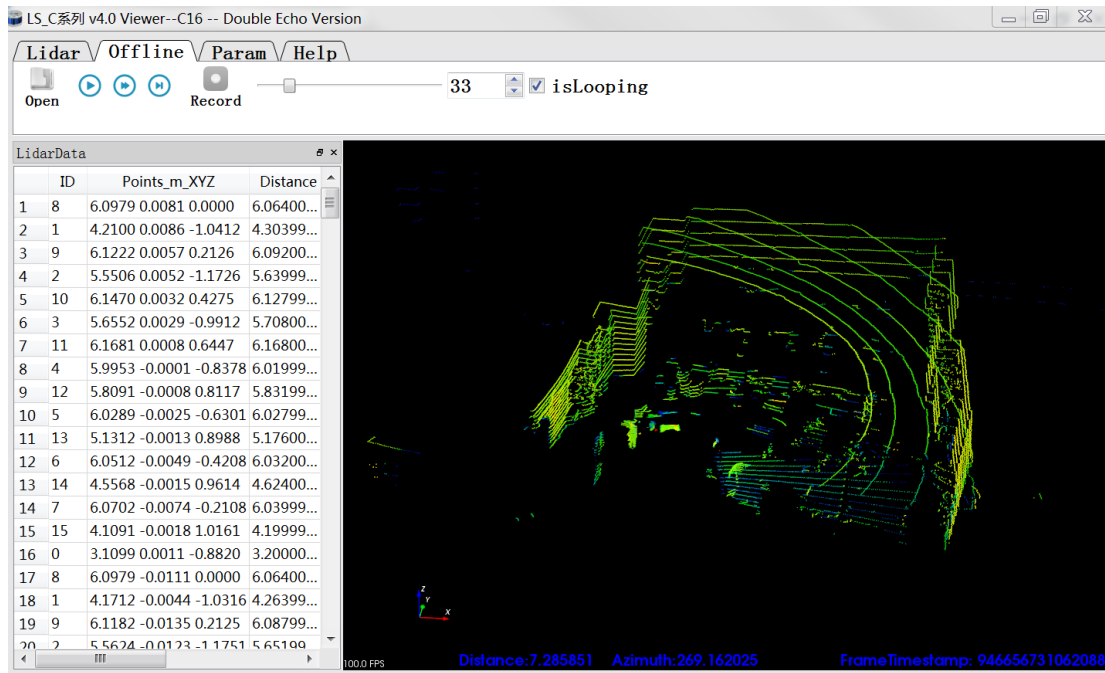 LS_C系列 v4.0 Viewer--C16 -- Double Echo Version
Lidar Offline Param Help
Open Record 33 isLooping
LidarData
ID Points_m_XYZ Distance
1 8 6.0979 0.0081 0.0000 6.06400...
2 1 4.2100 0.0086 -1.0412 4.30399...
3 9 6.1222 0.0057 0.2126 6.09200...
4 2 5.5506 0.0052 -1.1726 5.63999...
5 10 6.1470 0.0032 0.4275 6.12799...
6 3 5.6552 0.0029 -0.9912 5.70800...
7 11 6.1681 0.0008 0.6447 6.16800...
8 4 5.9953 -0.0001 -0.8378 6.01999...
9 12 5.8091 -0.0008 0.8117 5.83199...
10 5 6.0289 -0.0025 -0.6301 6.02799...
11 13 5.1312 -0.0013 0.8988 5.17600...
12 6 6.0512 -0.0049 -0.4208 6.03200...
13 14 4.5568 -0.0015 0.9614 4.62400...
14 7 6.0702 -0.0074 -0.2108 6.03999...
15 15 4.1091 -0.0018 1.0161 4.19999...
16 0 3.1099 0.0011 -0.8820 3.20000...
17 8 6.0979 -0.0111 0.0000 6.06400...
18 1 4.1712 -0.0044 -1.0316 4.26399...
19 9 6.1182 -0.0135 0.2125 6.08799...
20 2 5.5624 -0.0123 -1.1751 5.65199...
Z
Y
X
100.0 FPS Distance:7.285851 Azimuth:269.162025 FrameTimestamp: 946656731062088